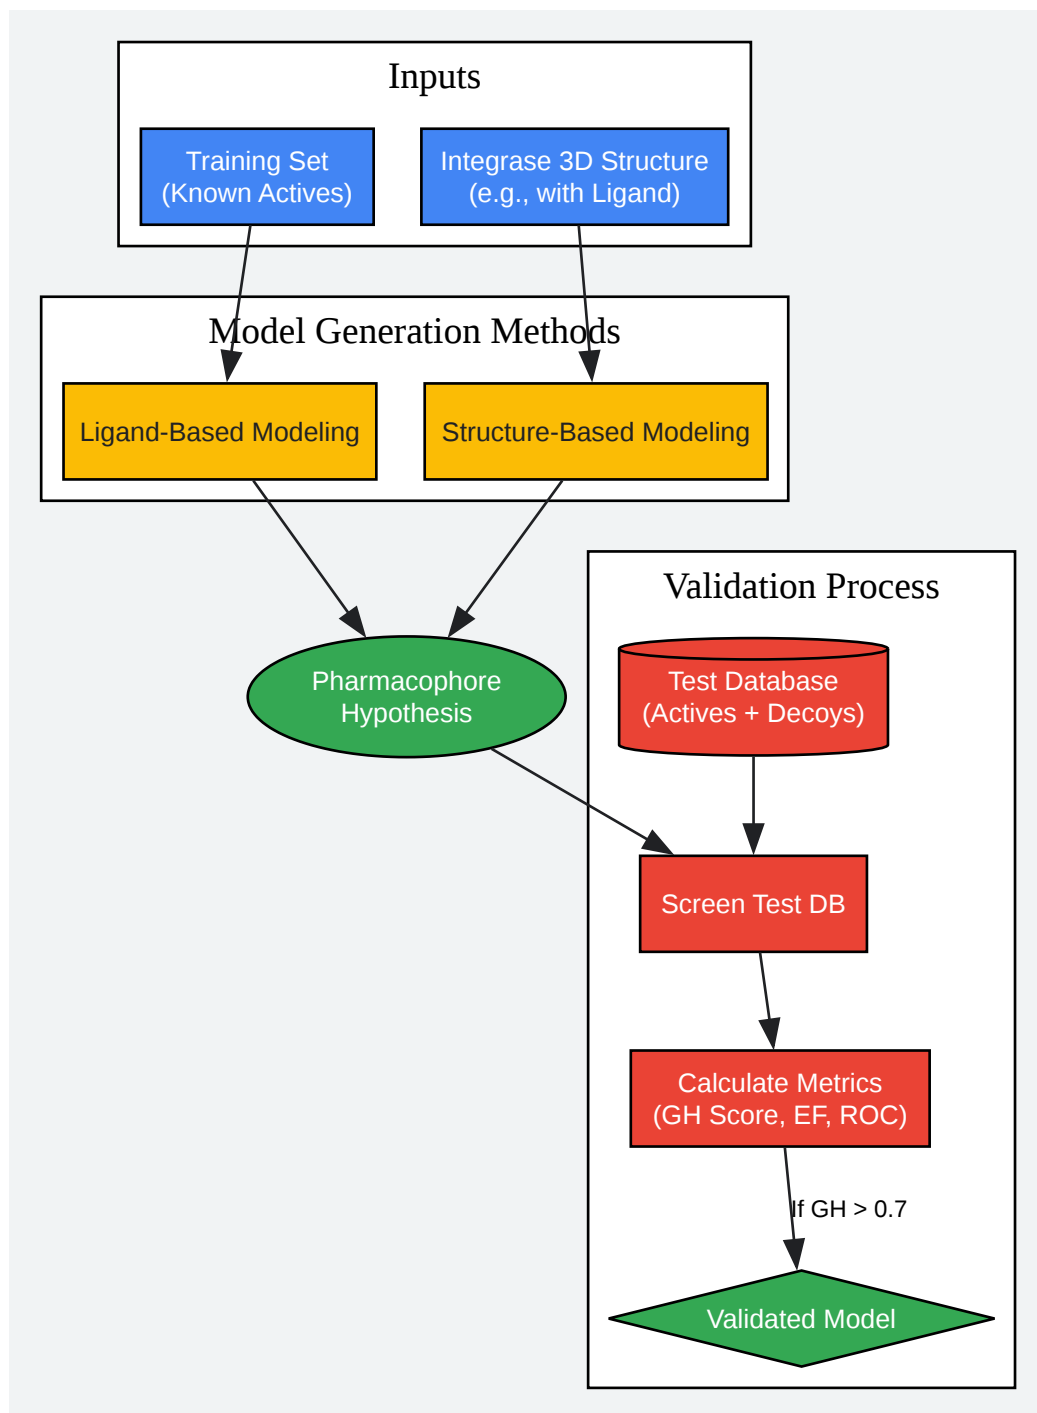 Inputs
Training Set
(Known Actives)
Integrase 3D Structure
(e.g., with Ligand)
Model Generation Methods
Ligand-Based Modeling
Structure-Based Modeling
Pharmacophore
Hypothesis
Validation Process
Test Database
(Actives + Decoys)
Screen Test DB
Calculate Metrics
(GH Score, EF, ROC)
If GH > 0.7
Validated Model